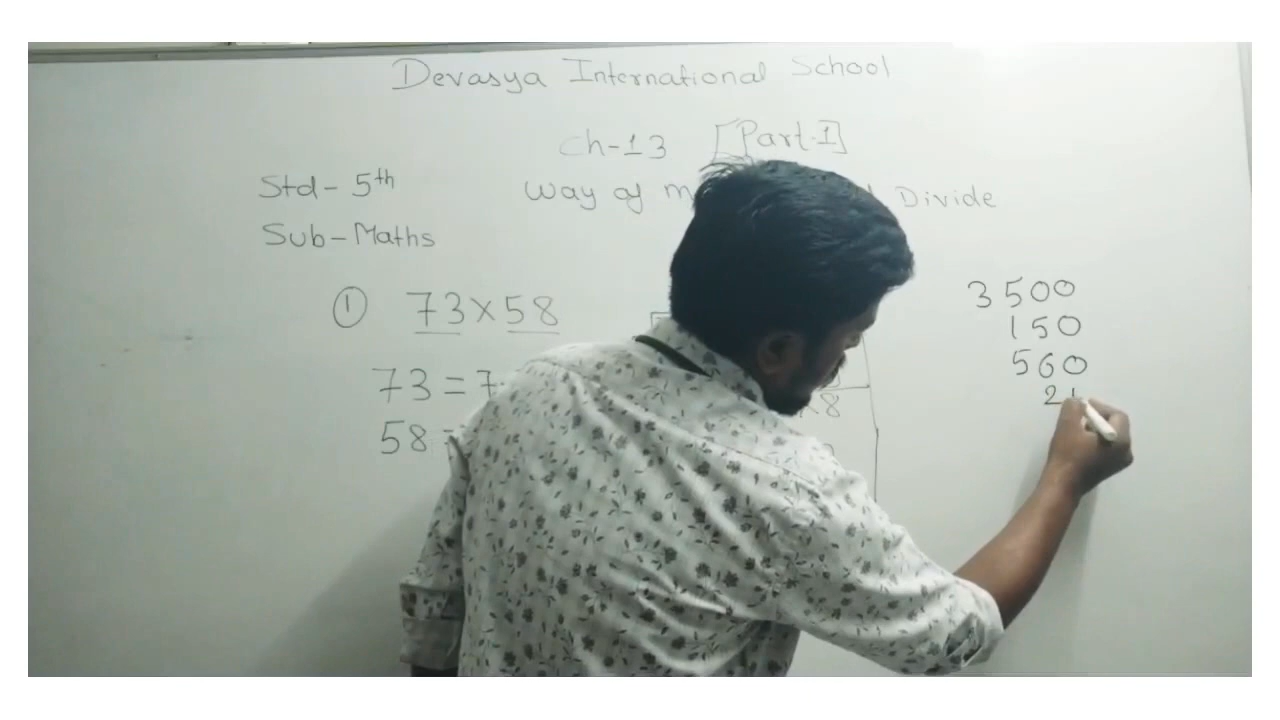 Devasya International School
Ch-13 [Part-I]
Std- 5th
Way of Divide
Sub-Maths
① 73×58
73=7
58=
×8
3500
150
560
2